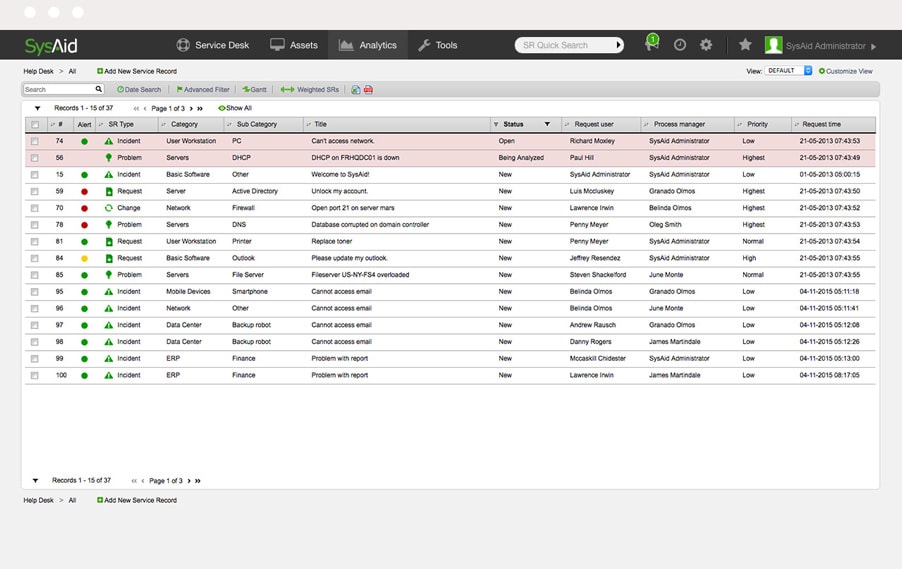 SysAid Service Desk Assets Analytics Tools SR Quick Search 1 SysAid Administrator
Help Desk > All Add New Service Record View: DEFAULT Customize View
Search Date Search Advanced Filter Gantt Weighted SRs
Records 1 - 15 of 37 Page 1 of 3 Show All
# Alert SR Type Category Sub Category Title Status Request user Process manager Priority Request time
74 Incident User Workstation PC Can't access network. Open Richard Moxley SysAid Administrator Low 21-05-2013 07:43:53
56 Problem Servers DHCP DHCP on FRHQDC01 is down Being Analyzed Paul Hill SysAid Administrator Highest 21-05-2013 07:43:49
15 Incident Basic Software Other Welcome to SysAid! New SysAid Administrator SysAid Administrator Low 01-05-2013 05:00:15
59 Request Server Active Directory Unlock my account. New Luis Mccluskey Granado Olmos Highest 21-05-2013 07:43:50
70 Change Network Firewall Open port 21 on server mars New Lawrence Irwin Belinda Olmos Highest 21-05-2013 07:43:52
78 Problem Servers DNS Database corrupted on domain controller New Penny Meyer Oleg Smith Highest 21-05-2013 07:43:55
81 Request User Workstation Printer Replace toner New Penny Meyer SysAid Administrator Normal 21-05-2013 07:43:54
84 Request Basic Software Outlook Please update my outlook. New Jeffrey Resendez SysAid Administrator High 21-05-2013 07:43:55
85 Problem Servers File Server Fileserver US-NY-FS4 overloaded New Steven Shackelford June Monte Normal 21-05-2013 07:43:55
95 Incident Mobile Devices Smartphone Cannot access email New Belinda Olmos Granado Olmos Low 04-11-2015 05:11:18
96 Incident Network Other Cannot access email New Belinda Olmos June Monte Low 04-11-2015 05:11:41
97 Incident Data Center Backup robot Cannot access email New Andrew Rausch Granado Olmos Low 04-11-2015 05:12:08
98 Incident Data Center Backup robot Cannot access email New Danny Rogers James Martindale Low 04-11-2015 05:12:26
99 Incident ERP Finance Problem with report New Mccaskill Chidester SysAid Administrator Low 04-11-2015 05:13:00
100 Incident ERP Finance Problem with report New Lawrence Irwin James Martindale Low 04-11-2015 08:17:05
Records 1 - 15 of 37 Page 1 of 3
Help Desk > All Add New Service Record